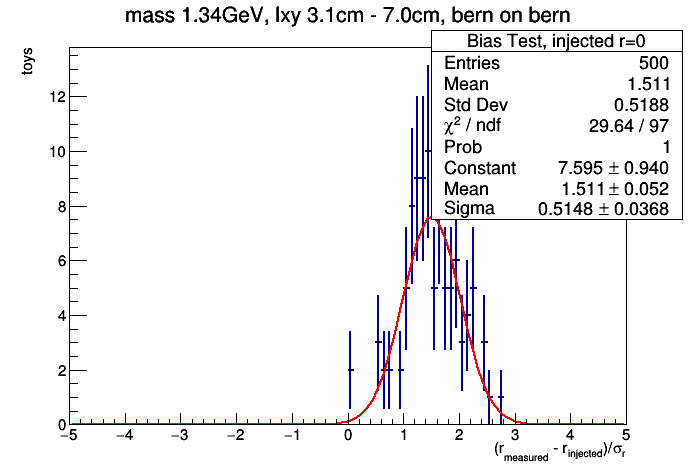 mass 1.34GeV, lxy 3.1cm - 7.0cm, bern on bern
Bias Test, injected r=0
Entries 500
Mean 1.511
Std Dev 0.5188
χ² / ndf 29.64 / 97
Prob 1
Constant 7.595 ± 0.940
Mean 1.511 ± 0.052
Sigma 0.5148 ± 0.0368
toys
12
10
8
6
4
2
0
−5 −4 −3 −2 −1 0 1 2 3 4 5
(r_measured - r_injected)/σ_r